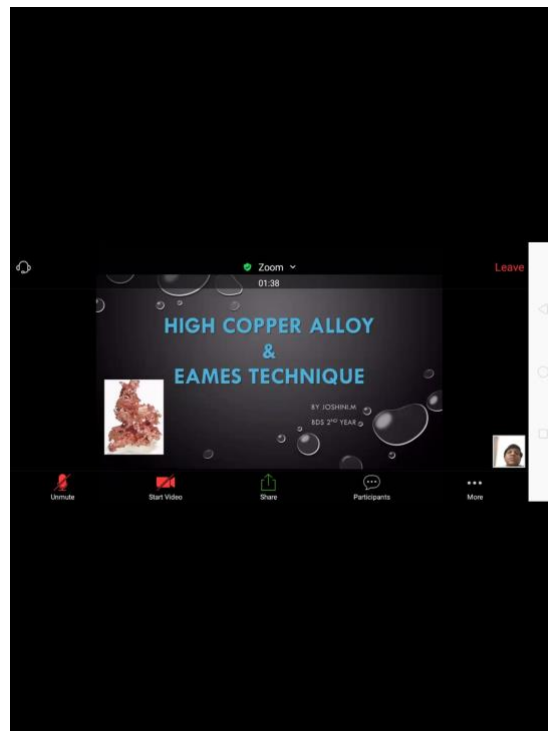 Zoom
Leave
01:38
HIGH COPPER ALLOY
&
EAMES TECHNIQUE
BY JOSHINI.M
BDS 2ND YEAR
Unmute
Start Video
Share
Participants
More